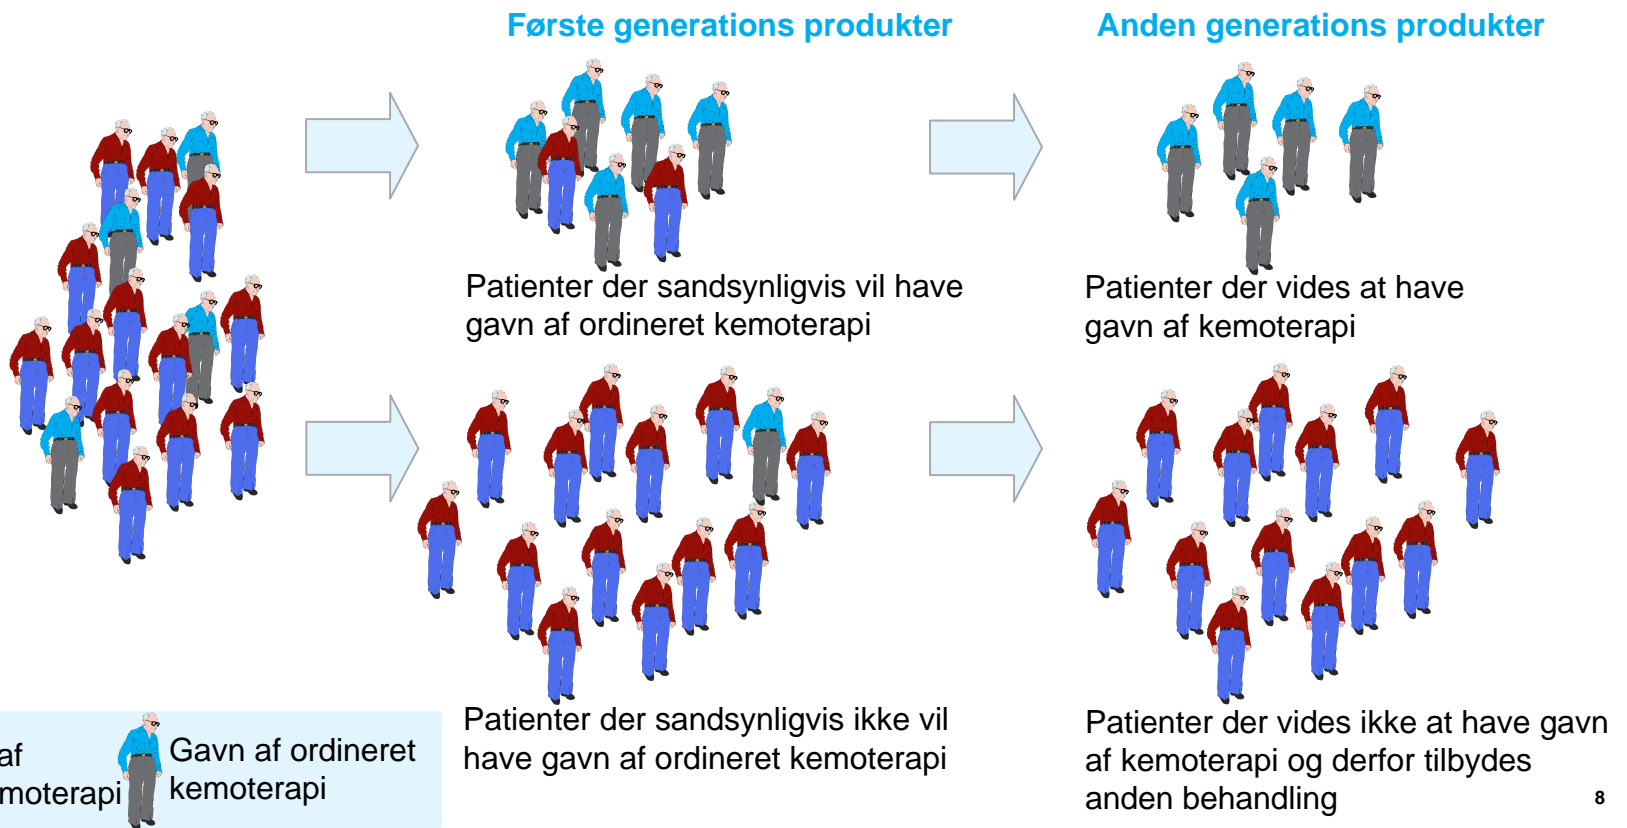 Første generations produkter
Anden generations produkter
Patienter der sandsynligvis vil have
gavn af ordineret kemoterapi
Patienter der vides at have
gavn af kemoterapi
Patienter der sandsynligvis ikke vil
have gavn af ordineret kemoterapi
Patienter der vides ikke at have gavn
af kemoterapi og derfor tilbydes
anden behandling
af
moterapi
Gavn af ordineret
kemoterapi
8